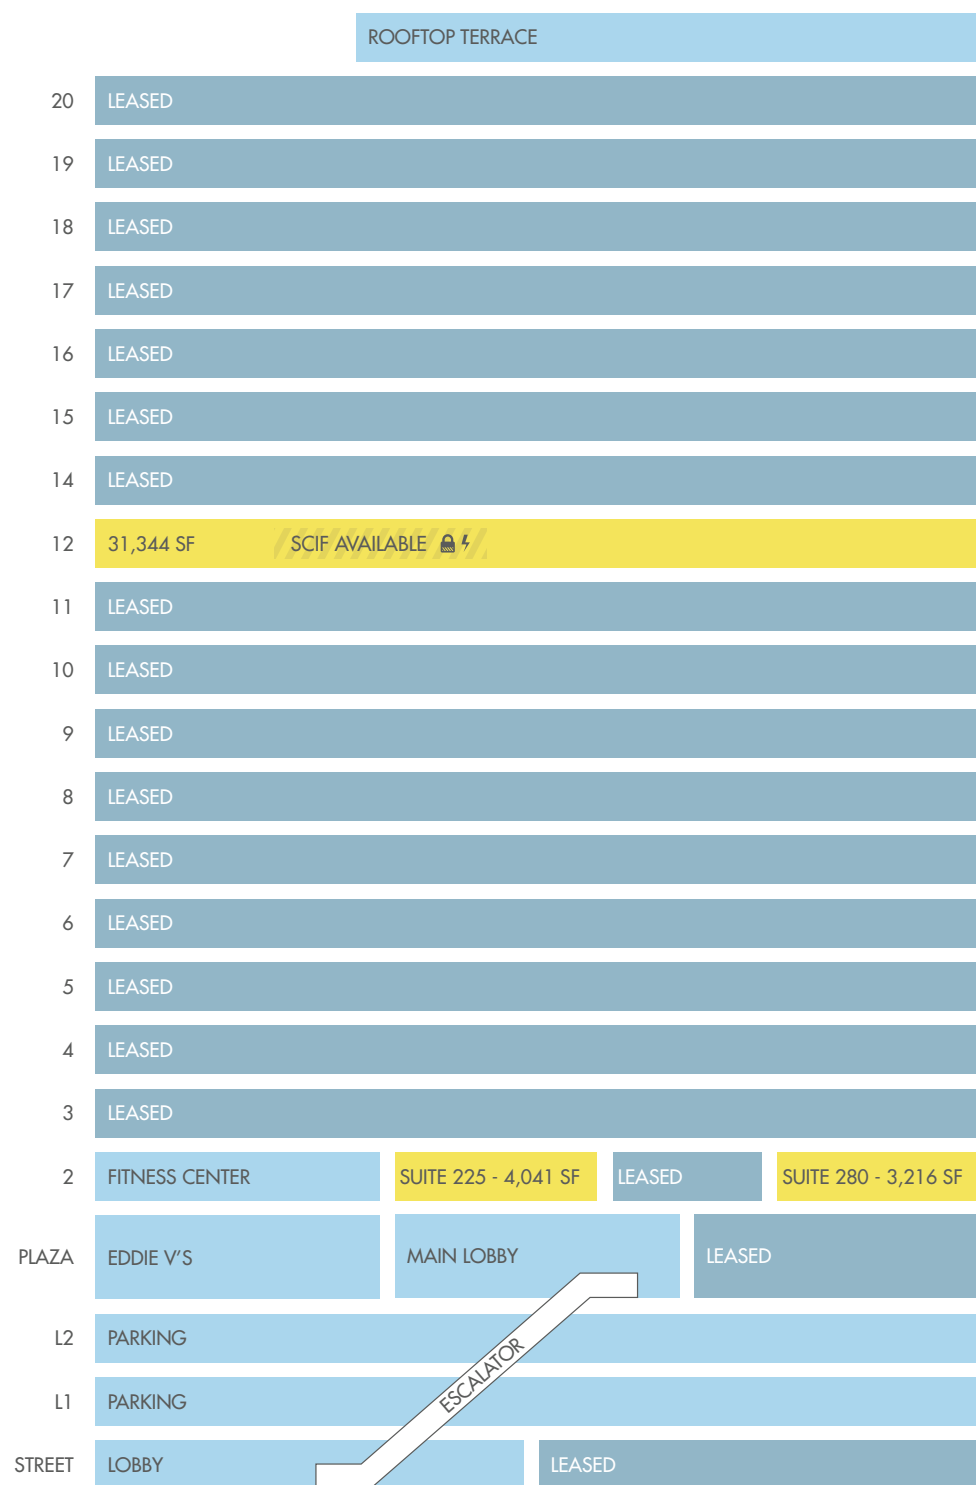 ROOFTOP TERRACE
20 LEASED
19 LEASED
18 LEASED
17 LEASED
16 LEASED
15 LEASED
14 LEASED
12 31,344 SF SCIF AVAILABLE
11 LEASED
10 LEASED
9 LEASED
8 LEASED
7 LEASED
6 LEASED
5 LEASED
4 LEASED
3 LEASED
2 FITNESS CENTER SUITE 225 - 4,041 SF LEASED SUITE 280 - 3,216 SF
PLAZA EDDIE V'S MAIN LOBBY LEASED
L2 PARKING
ESCALATOR
L1 PARKING
STREET LOBBY LEASED